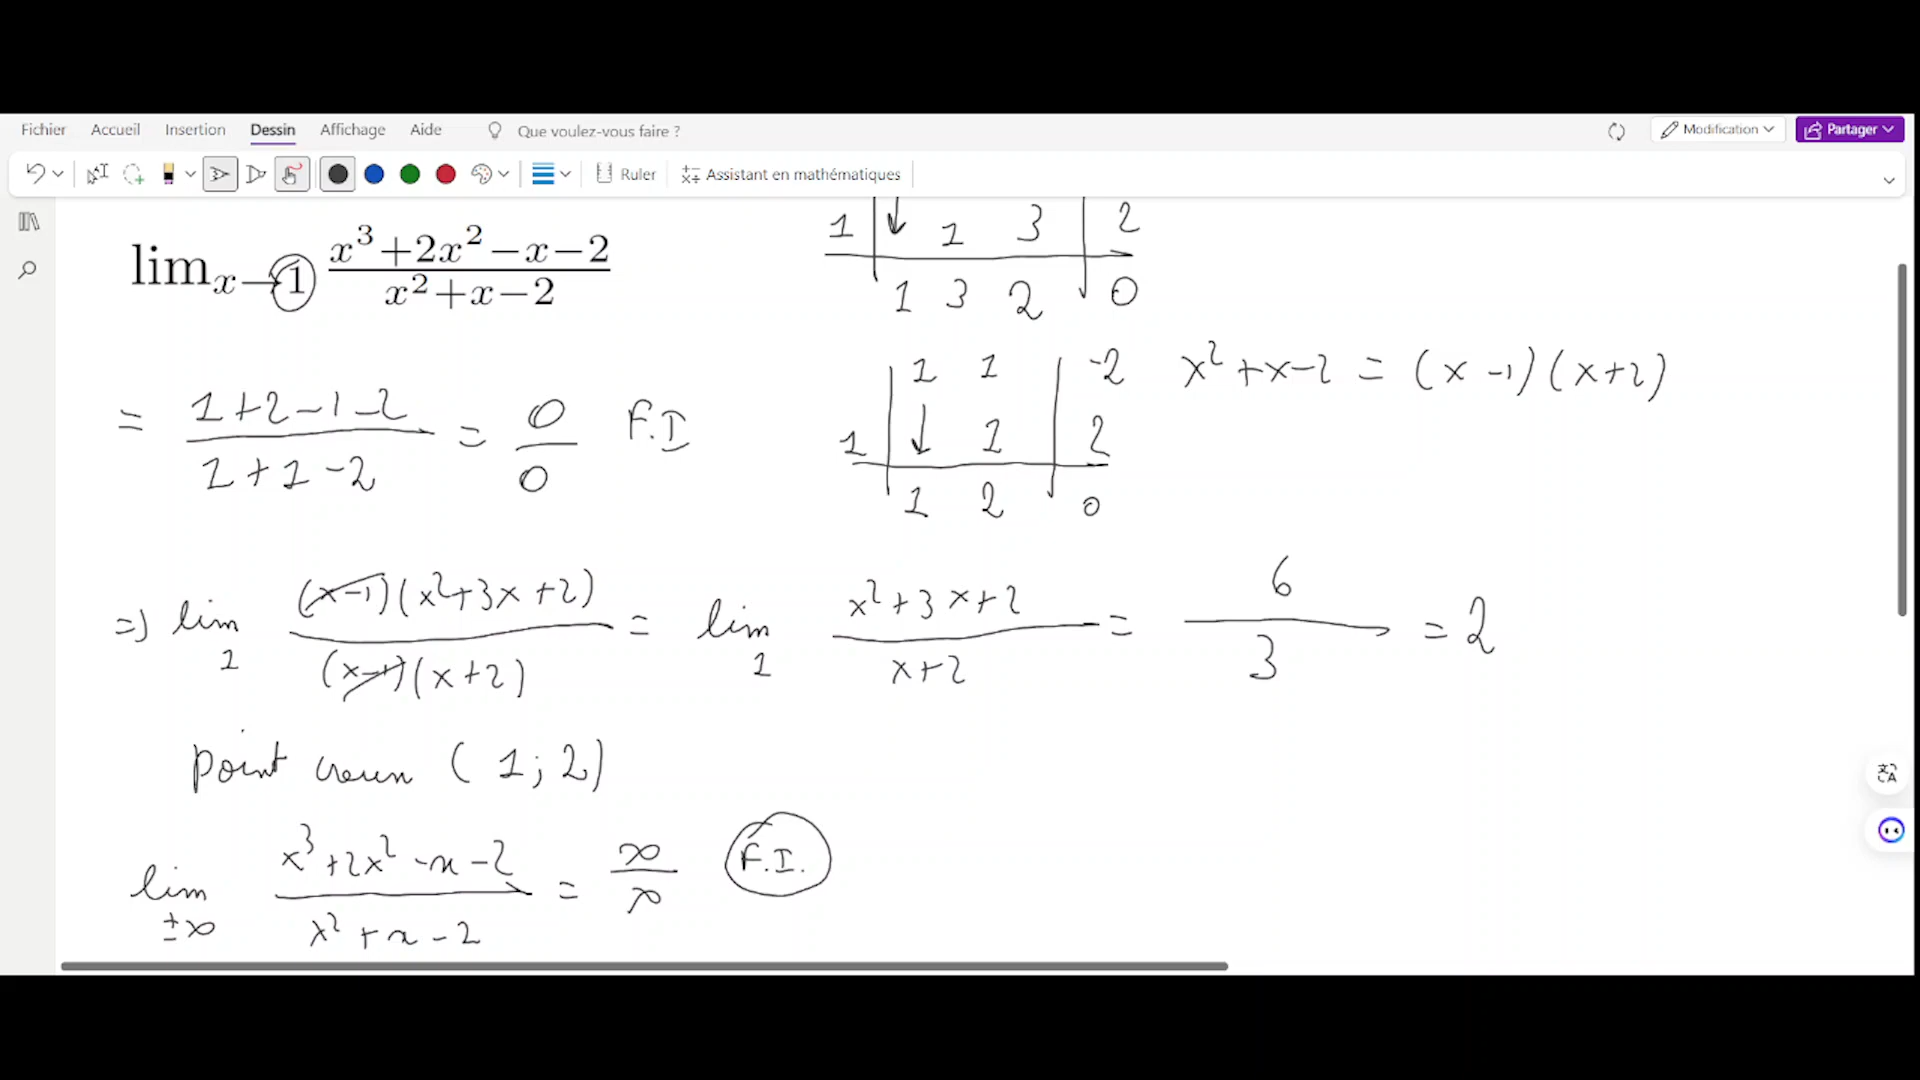 Fichier Accueil Insertion Dessin Affichage Aide Que voulez-vous faire ? Modification Partager
Ruler Assistant en mathématiques
1 | ↓ 1 3 | 2
1 3 2 | 0
lim x→1 (x³+2x²−x−2)/(x²+x−2)
| 1 1 | -2
1 | ↓ 1 | 2
| 1 2 | 0
x²+x-2 = (x-1)(x+2)
= (1+2-1-2)/(1+1-2) = 0/0 F.I
=) lim 1 ((x-1)(x²+3x+2))/((x-1)(x+2)) = lim 1 (x²+3x+2)/(x+2) = 6/3 = 2
point creux (1;2)
lim ±∞ (x³+2x²-x-2)/(x²+x-2) = ∞/∞ F.I.